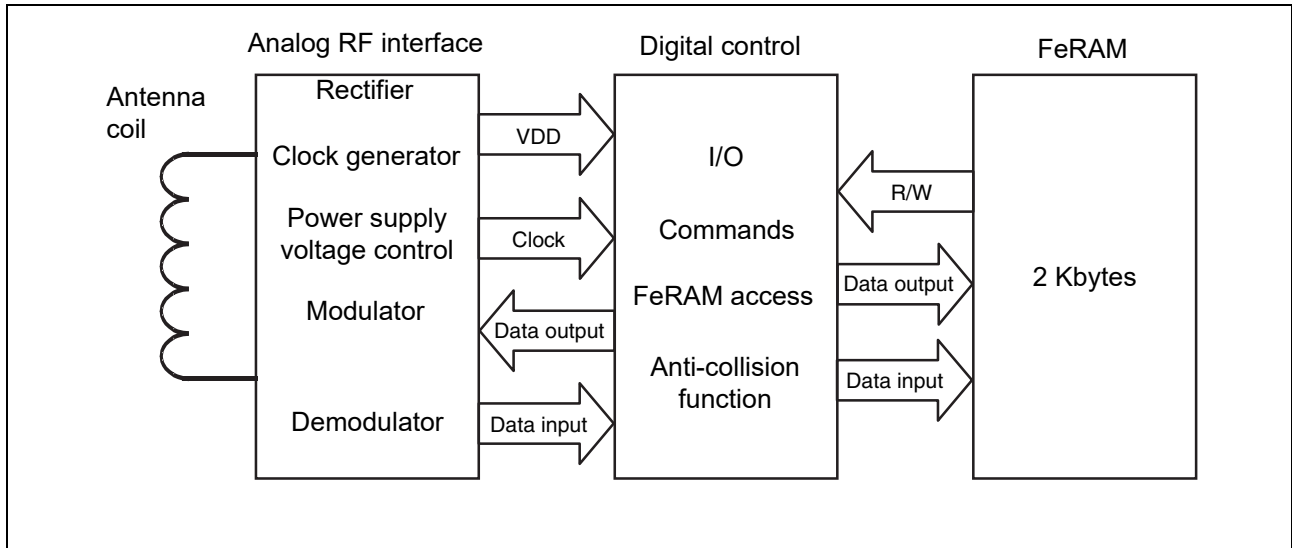 Analog RF interface
Digital control
FeRAM
Antenna
coil
Rectifier
Clock generator
Power supply
voltage control
Modulator
Demodulator
VDD
Clock
Data output
Data input
I/O
Commands
FeRAM access
Anti-collision
function
R/W
Data output
Data input
2 Kbytes